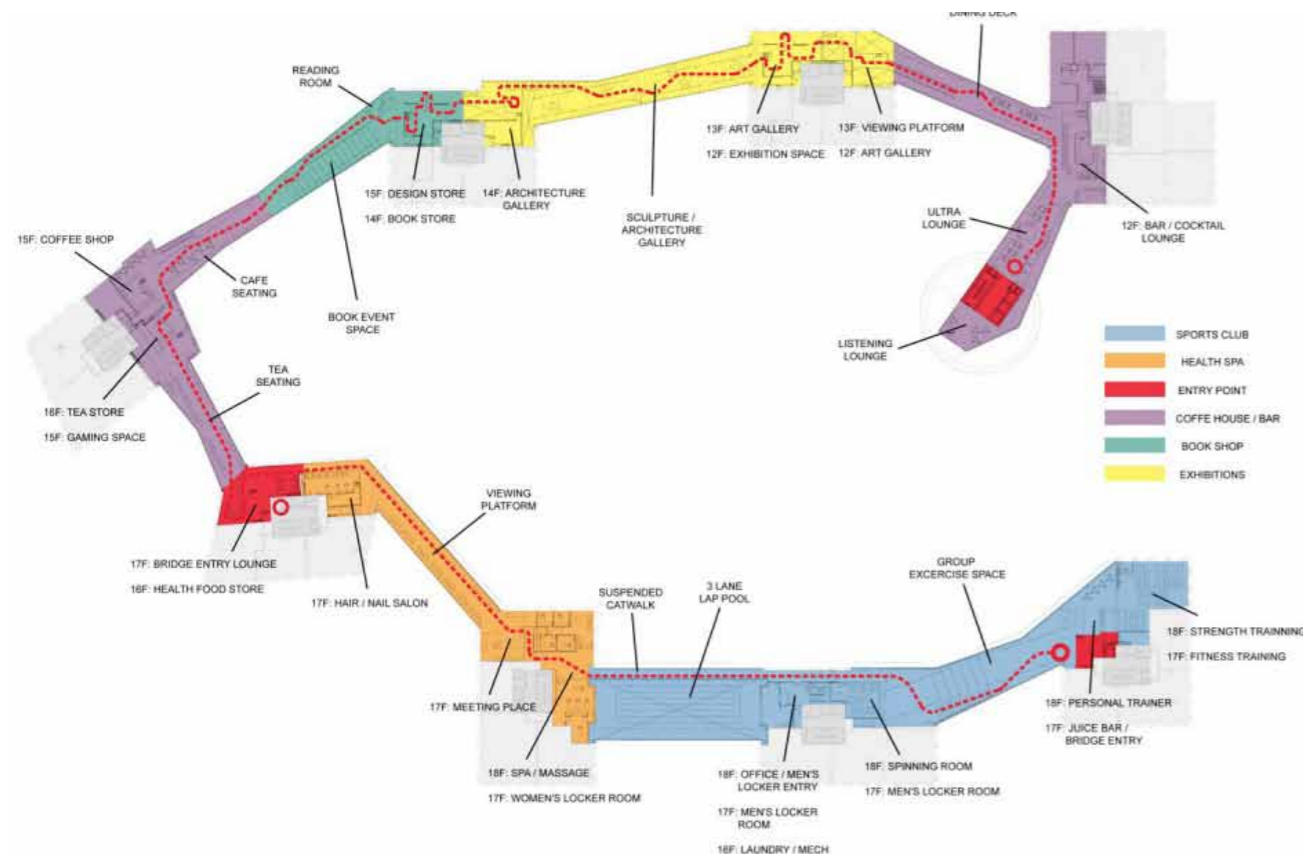 DINING DECK
READING
ROOM
13F: ART GALLERY
12F: EXHIBITION SPACE
13F: VIEWING PLATFORM
12F: ART GALLERY
15F: DESIGN STORE
14F: BOOK STORE
14F: ARCHITECTURE
GALLERY
SCULPTURE /
ARCHITECTURE
GALLERY
ULTRA
LOUNGE
12F: BAR / COCKTAIL
LOUNGE
15F: COFFEE SHOP
CAFE
SEATING
BOOK EVENT
SPACE
LISTENING
LOUNGE
TEA
SEATING
16F: TEA STORE
15F: GAMING SPACE
SPORTS CLUB
HEALTH SPA
ENTRY POINT
COFFE HOUSE / BAR
BOOK SHOP
EXHIBITIONS
VIEWING
PLATFORM
17F: BRIDGE ENTRY LOUNGE
16F: HEALTH FOOD STORE
17F: HAIR / NAIL SALON
SUSPENDED
CATWALK
3 LANE
LAP POOL
GROUP
EXCERCISE SPACE
18F: STRENGTH TRAINNING
17F: FITNESS TRAINING
17F: MEETING PLACE
18F: PERSONAL TRAINER
17F: JUICE BAR /
BRIDGE ENTRY
18F: SPA / MASSAGE
17F: WOMEN'S LOCKER ROOM
18F: OFFICE / MEN'S
LOCKER ENTRY
17F: MEN'S LOCKER
ROOM
16F: LAUNDRY / MECH
18F: SPINNING ROOM
17F: MEN'S LOCKER ROOM